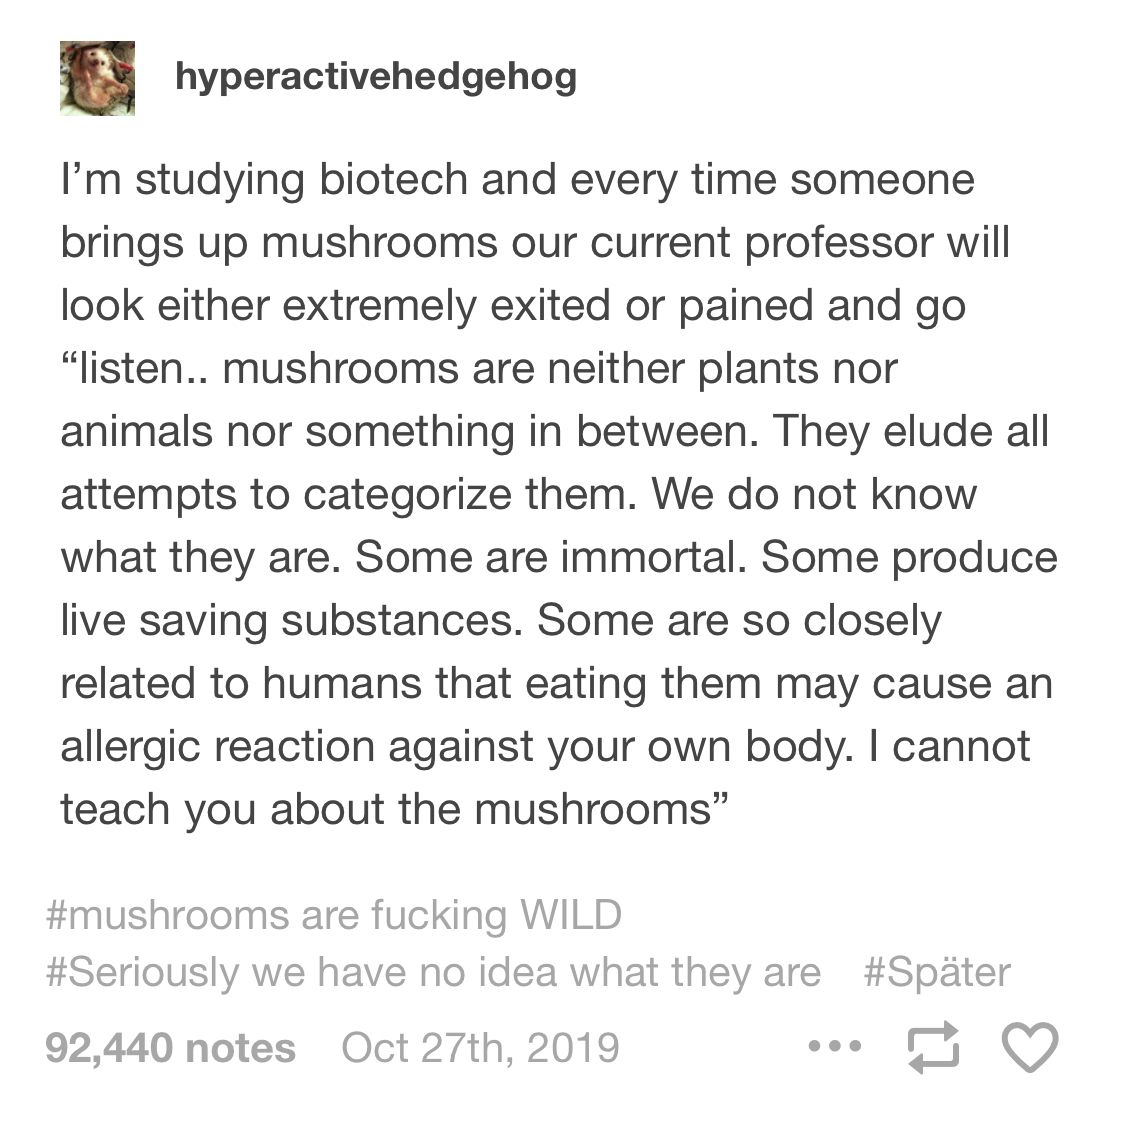 hyperactivehedgehog
I’m studying biotech and every time someone
brings up mushrooms our current professor will
look either extremely exited or pained and go
“listen.. mushrooms are neither plants nor
animals nor something in between. They elude all
attempts to categorize them. We do not know
what they are. Some are immortal. Some produce
live saving substances. Some are so closely
related to humans that eating them may cause an
allergic reaction against your own body. I cannot
teach you about the mushrooms”
#mushrooms are fucking WILD
#Seriously we have no idea what they are #Später
92,440 notes Oct 27th, 2019